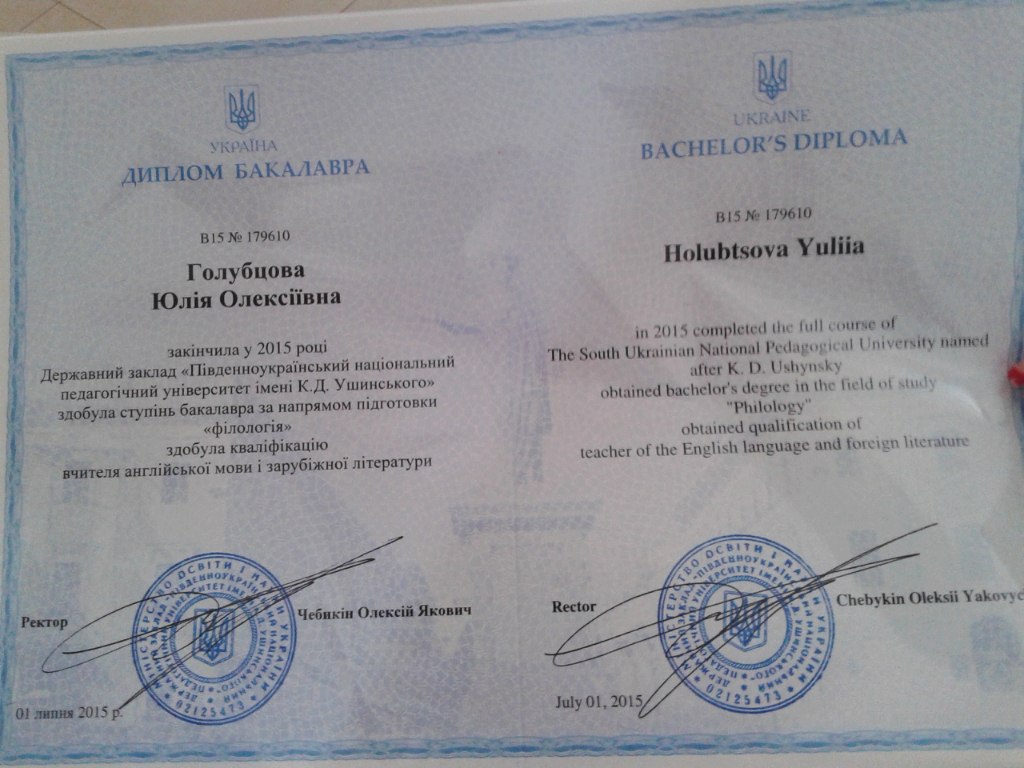 УКРАЇНА
ДИПЛОМ БАКАЛАВРА
В15 № 179610
Голубцова
Юлія Олексіївна
закінчила у 2015 році
Державний заклад «Південноукраїнський національний
педагогічний університет імені К.Д. Ушинського»
здобула ступінь бакалавра за напрямом підготовки
«філологія»
здобула кваліфікацію
вчителя англійської мови і зарубіжної літератури
Ректор
Чебикін Олексій Якович
01 липня 2015 р.
02125473
UKRAINE
BACHELOR'S DIPLOMA
B15 № 179610
Holubtsova Yuliia
in 2015 completed the full course of
The South Ukrainian National Pedagogical University named
after K. D. Ushynsky
obtained bachelor's degree in the field of study
"Philology"
obtained qualification of
teacher of the English language and foreign literature
Rector
Chebykin Oleksii Yakovyc
July 01, 2015
02125473